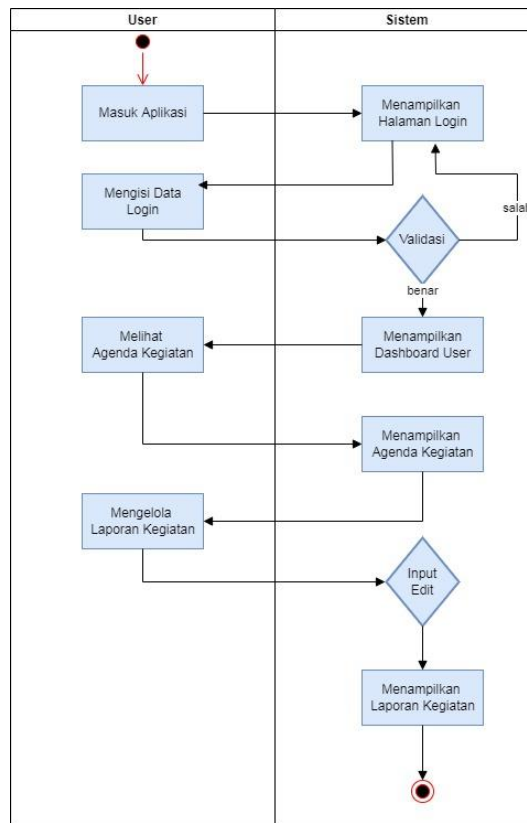 User
Sistem
Masuk Aplikasi
Menampilkan
Halaman Login
Mengisi Data
Login
Validasi
salah
benar
Melihat
Agenda Kegiatan
Menampilkan
Dashboard User
Menampilkan
Agenda Kegiatan
Mengelola
Laporan Kegiatan
Input
Edit
Menampilkan
Laporan Kegiatan